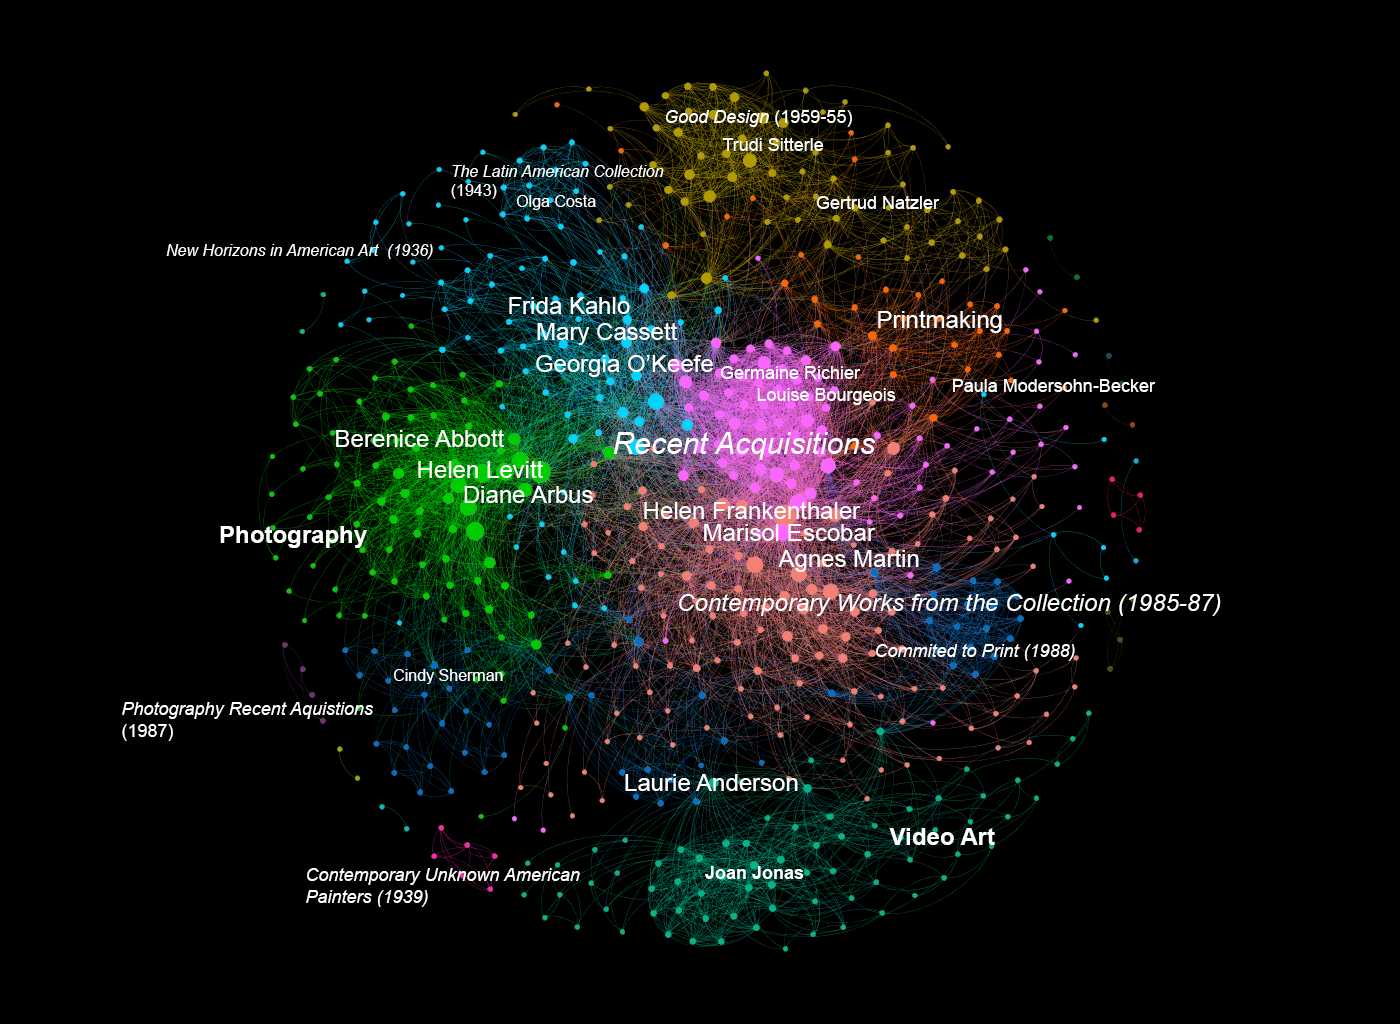 Good Design (1959-55)
Trudi Sitterle
The Latin American Collection
(1943)
Olga Costa
Gertrud Natzler
New Horizons in American Art (1936)
Frida Kahlo
Mary Cassett
Georgia O’Keefe
Printmaking
Germaine Richier
Louise Bourgeois
Paula Modersohn-Becker
Recent Acquisitions
Berenice Abbott
Helen Levitt
Diane Arbus
Photography
Helen Frankenthaler
Marisol Escobar
Agnes Martin
Contemporary Works from the Collection (1985-87)
Commited to Print (1988)
Cindy Sherman
Photography Recent Aquistions
(1987)
Laurie Anderson
Video Art
Joan Jonas
Contemporary Unknown American
Painters (1939)